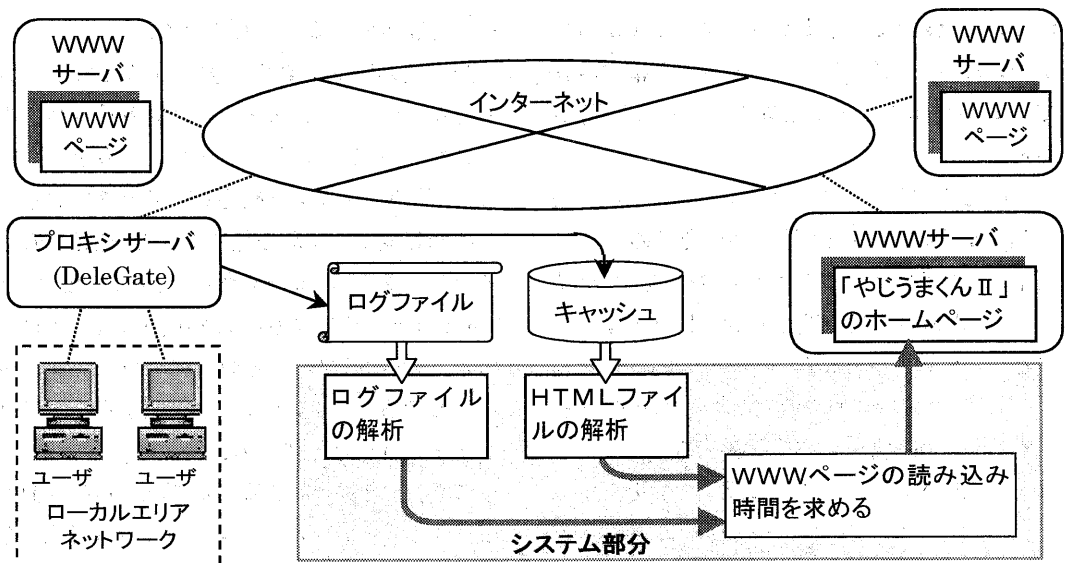 WWW
サーバ
WWW
ページ
インターネット
WWW
サーバ
WWW
ページ
プロキシサーバ
(DeleGate)
ログファイル
キャッシュ
WWWサーバ
「やじうまくんⅡ」
のホームページ
ログファイル
の解析
HTMLファイ
ルの解析
WWWページの読み込み
時間を求める
ユーザ
ユーザ
ローカルエリア
ネットワーク
システム部分